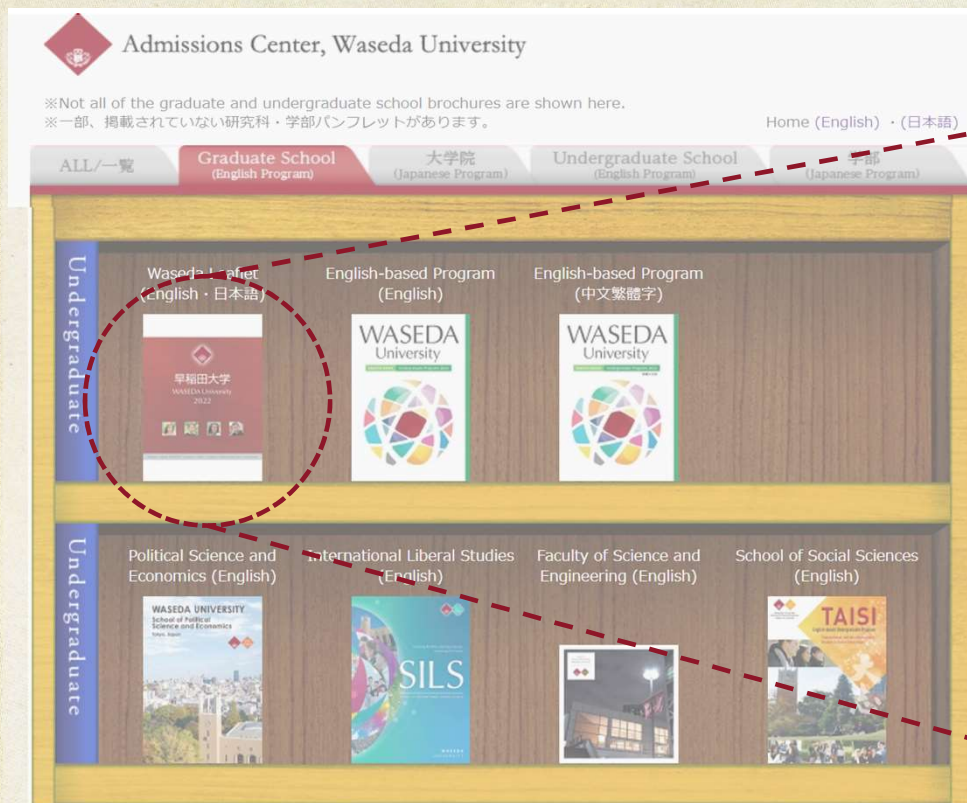 Admissions Center, Waseda University
※Not all of the graduate and undergraduate school brochures are shown here.
※一部、掲載されていない研究科・学部パンフレットがあります。
Home (English) ・(日本語)
ALL/一覧
Graduate School
(English Program)
大学院
(Japanese Program)
Undergraduate School
(English Program)
学部
(Japanese Program)
Undergraduate
Waseda Leaflet
(English・日本語)
English-based Program
(English)
English-based Program
(中文繁體字)
早稲田大学
WASEDA University
2022
WASEDA
University
WASEDA
University
Undergraduate
Political Science and
Economics (English)
International Liberal Studies
(English)
Faculty of Science and
Engineering (English)
School of Social Sciences
(English)
WASEDA UNIVERSITY
School of Political
Science and Economics
Tokyo, Japan
SILS
WASEDA
TAISI